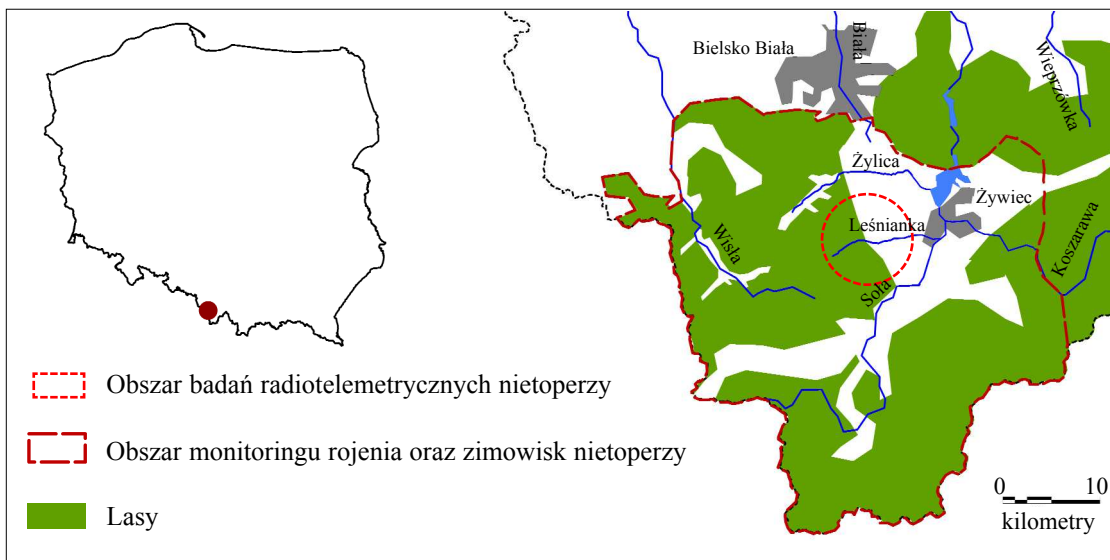 Bielsko Biała
Biała
Wieprzówka
Żylica
Żywiec
Leśnianka
Wisła
Koszarawa
Soła
Obszar badań radiotelemetrycznych nietoperzy
Obszar monitoringu rojenia oraz zimowisk nietoperzy
Lasy
0 10
kilometry